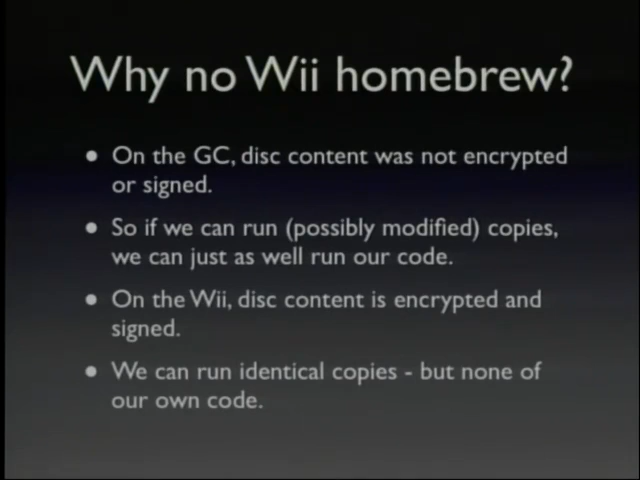 Why no Wii homebrew?
• On the GC, disc content was not encrypted
or signed.
• So if we can run (possibly modified) copies,
we can just as well run our code.
• On the Wii, disc content is encrypted and
signed.
• We can run identical copies - but none of
our own code.